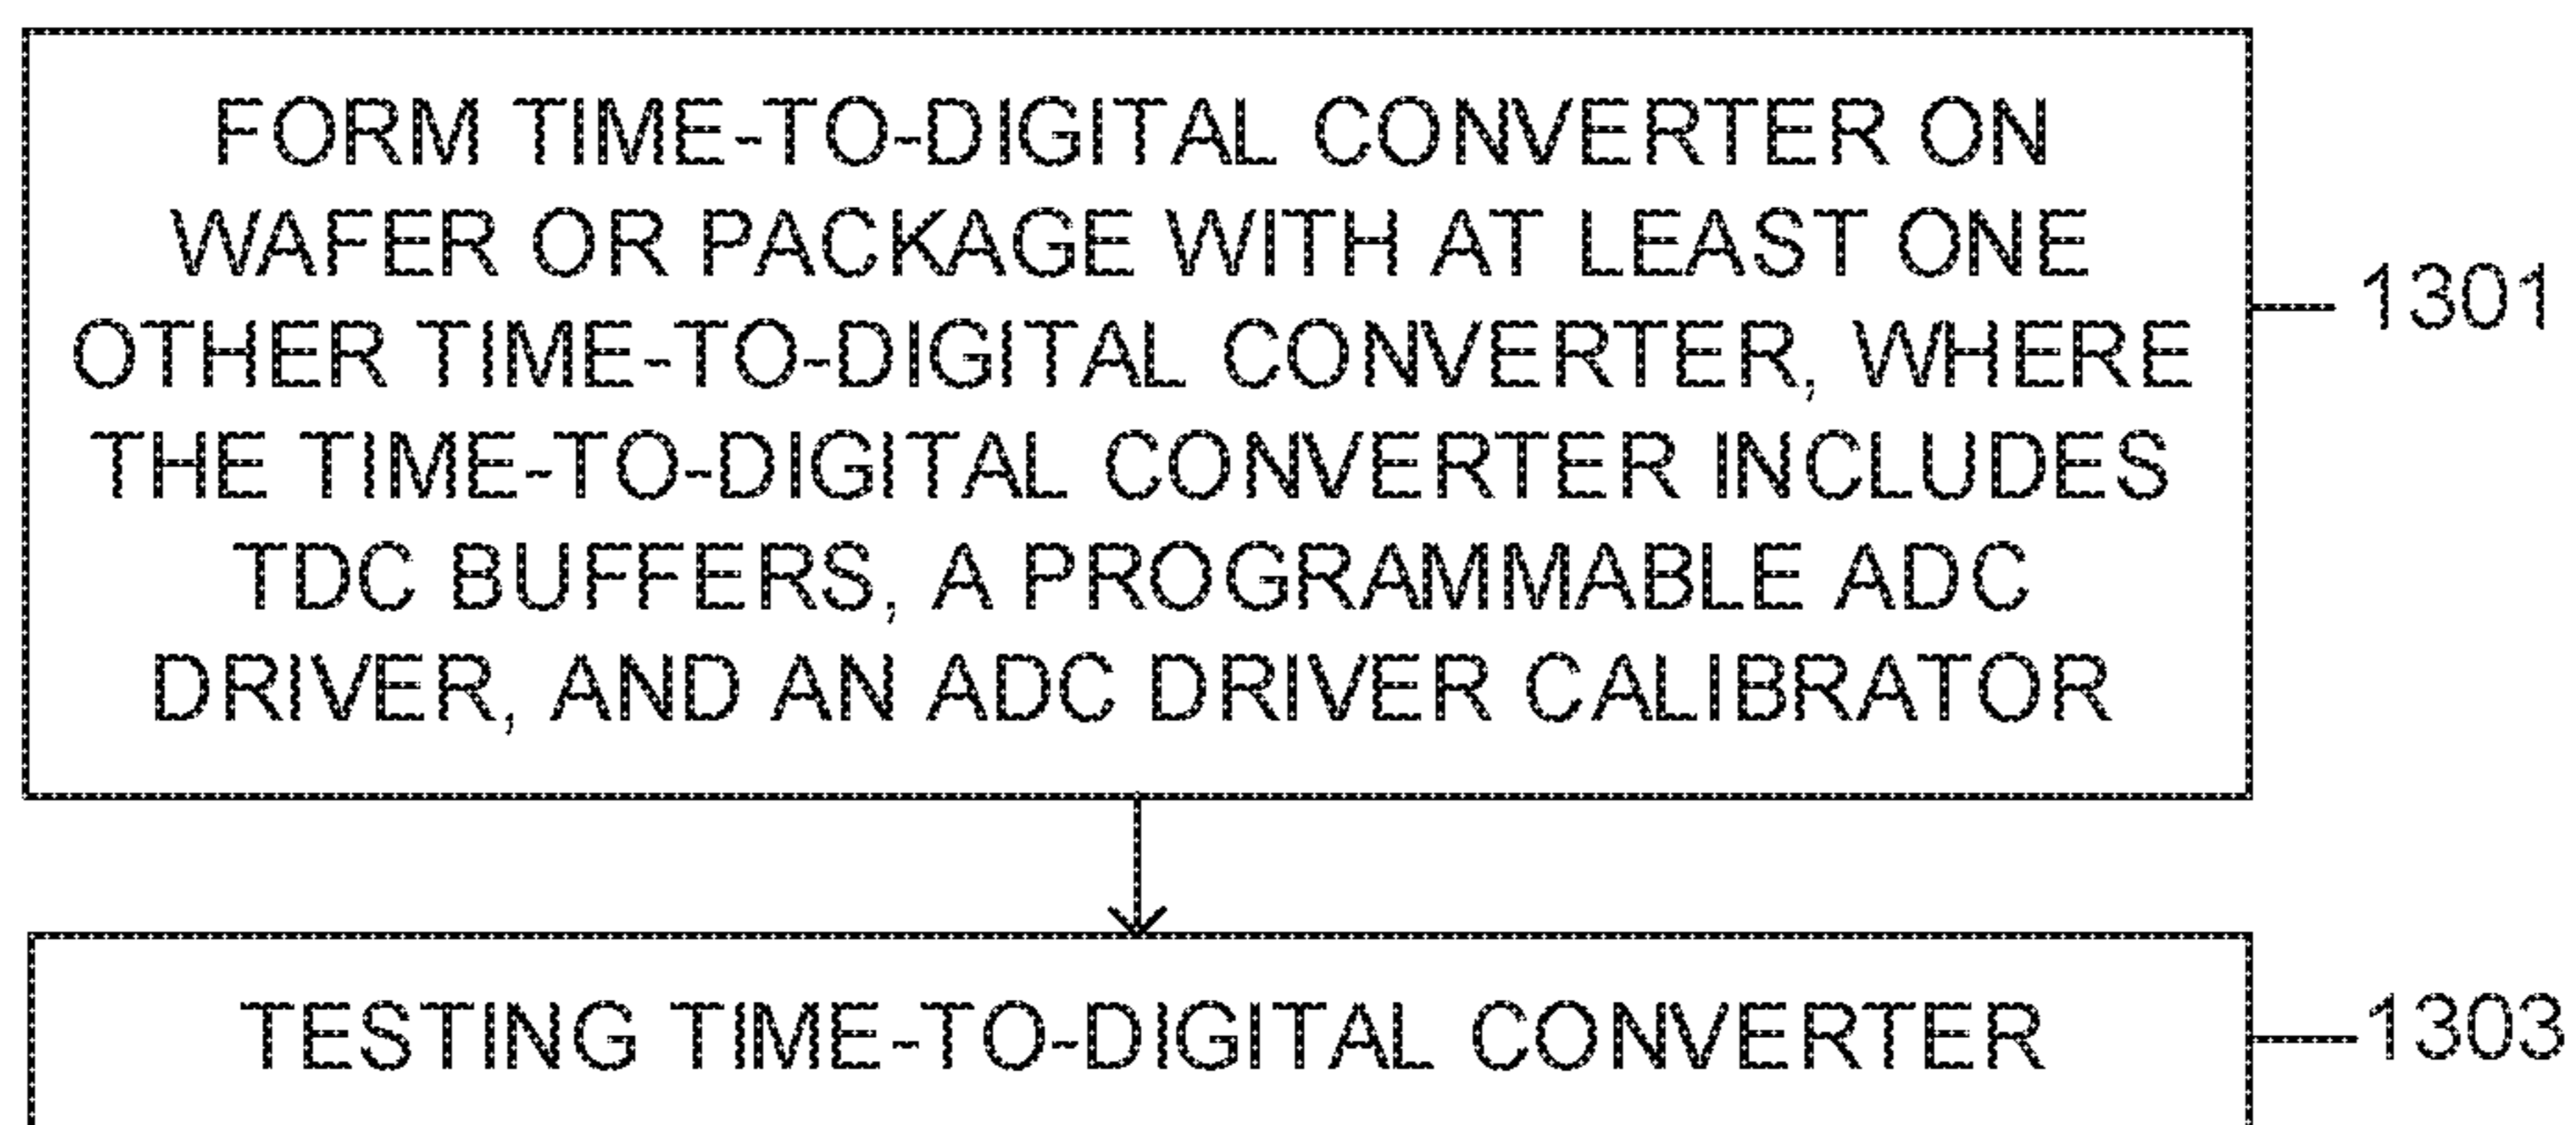 FORM TIME-TO-DIGITAL CONVERTER ON
WAFER OR PACKAGE WITH AT LEAST ONE
OTHER TIME-TO-DIGITAL CONVERTER, WHERE
THE TIME-TO-DIGITAL CONVERTER INCLUDES
TDC BUFFERS, A PROGRAMMABLE ADC
DRIVER, AND AN ADC DRIVER CALIBRATOR
1301
TESTING TIME-TO-DIGITAL CONVERTER
1303